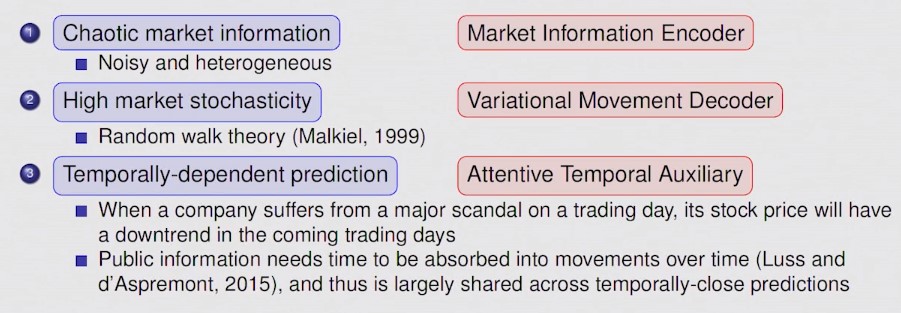 1 Chaotic market information Market Information Encoder
Noisy and heterogeneous
2 High market stochasticity Variational Movement Decoder
Random walk theory (Malkiel, 1999)
3 Temporally-dependent prediction Attentive Temporal Auxiliary
When a company suffers from a major scandal on a trading day, its stock price will have
a downtrend in the coming trading days
Public information needs time to be absorbed into movements over time (Luss and
d'Aspremont, 2015), and thus is largely shared across temporally-close predictions